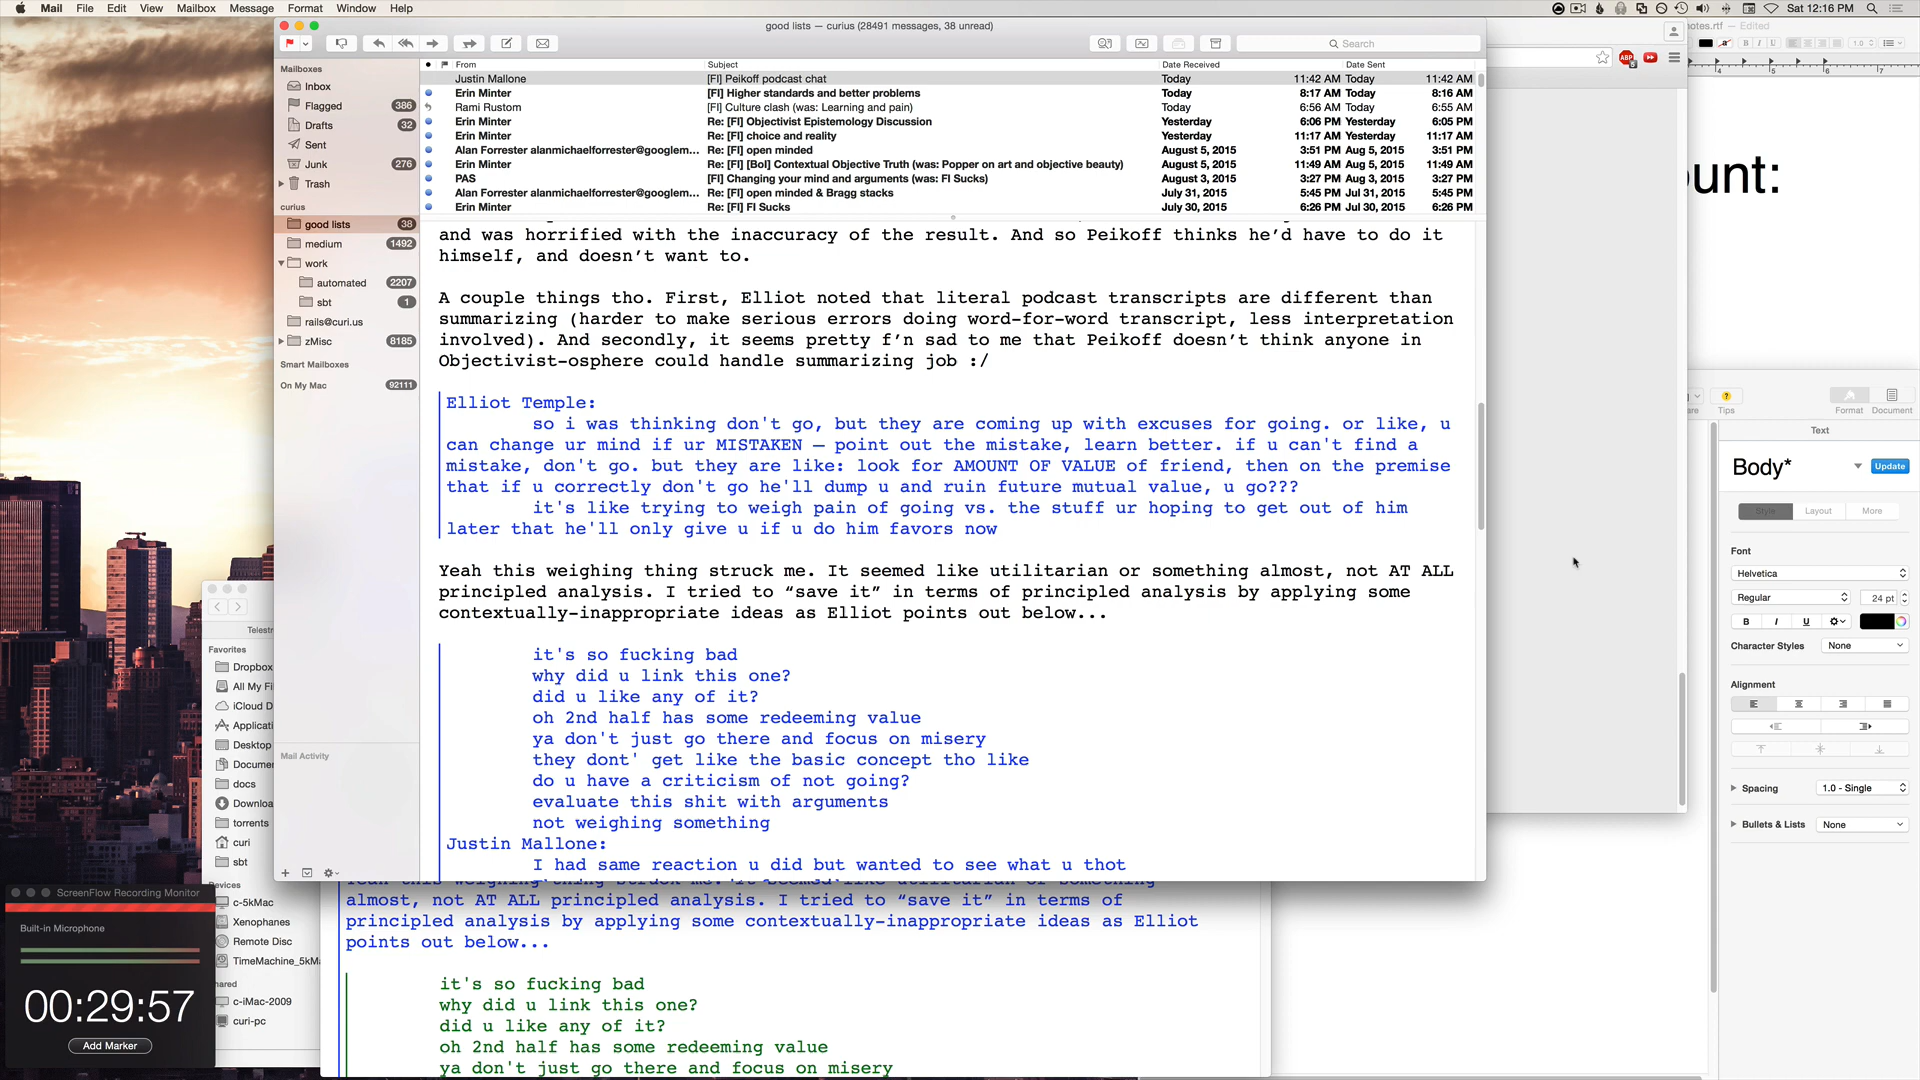 Mail File Edit View Mailbox Message Format Window Help
Sat 12:16 PM
good lists — curius (28491 messages, 38 unread)
Search
Mailboxes
Inbox
Flagged 386
Drafts 32
Sent
Junk 276
Trash
curius
good lists 38
medium 1492
work
automated 2207
sbt 1
rails@curi.us
zMisc 8185
Smart Mailboxes
On My Mac 92111
Mail Activity
From Subject Date Received Date Sent
Justin Mallone [FI] Peikoff podcast chat Today 11:42 AM Today 11:42 AM
Erin Minter [FI] Higher standards and better problems Today 8:17 AM Today 8:16 AM
Rami Rustom [FI] Culture clash (was: Learning and pain) Today 6:56 AM Today 6:55 AM
Erin Minter Re: [FI] Objectivist Epistemology Discussion Yesterday 6:06 PM Yesterday 6:05 PM
Erin Minter Re: [FI] choice and reality Yesterday 11:17 AM Yesterday 11:17 AM
Alan Forrester alanmichaelforrester@googlem... Re: [FI] open minded August 5, 2015 3:51 PM Aug 5, 2015 3:51 PM
Erin Minter Re: [FI] [BoI] Contextual Objective Truth (was: Popper on art and objective beauty) August 5, 2015 11:49 AM Aug 5, 2015 11:49 AM
PAS [FI] Changing your mind and arguments (was: FI Sucks) August 3, 2015 3:27 PM Aug 3, 2015 3:27 PM
Alan Forrester alanmichaelforrester@googlem... Re: [FI] open minded & Bragg stacks July 31, 2015 5:45 PM Jul 31, 2015 5:45 PM
Erin Minter Re: [FI] FI Sucks July 30, 2015 6:26 PM Jul 30, 2015 6:26 PM
and was horrified with the inaccuracy of the result. And so Peikoff thinks he’d have to do it
himself, and doesn’t want to.
A couple things tho. First, Elliot noted that literal podcast transcripts are different than
summarizing (harder to make serious errors doing word-for-word transcript, less interpretation
involved). And secondly, it seems pretty f’n sad to me that Peikoff doesn’t think anyone in
Objectivist-osphere could handle summarizing job :/
Elliot Temple:
so i was thinking don't go, but they are coming up with excuses for going. or like, u
can change ur mind if ur MISTAKEN — point out the mistake, learn better. if u can't find a
mistake, don't go. but they are like: look for AMOUNT OF VALUE of friend, then on the premise
that if u correctly don't go he'll dump u and ruin future mutual value, u go???
it's like trying to weigh pain of going vs. the stuff ur hoping to get out of him
later that he'll only give u if u do him favors now
Yeah this weighing thing struck me. It seemed like utilitarian or something almost, not AT ALL
principled analysis. I tried to “save it” in terms of principled analysis by applying some
contextually-inappropriate ideas as Elliot points out below...
it's so fucking bad
why did u link this one?
did u like any of it?
oh 2nd half has some redeeming value
ya don't just go there and focus on misery
they dont' get like the basic concept tho like
do u have a criticism of not going?
evaluate this shit with arguments
not weighing something
Justin Mallone:
I had same reaction u did but wanted to see what u thot
almost, not AT ALL principled analysis. I tried to “save it” in terms of
principled analysis by applying some contextually-inappropriate ideas as Elliot
points out below...
it's so fucking bad
why did u link this one?
did u like any of it?
oh 2nd half has some redeeming value
ya don't just go there and focus on misery
Telestr
Favorites
Dropbox
All My Fi
iCloud D
Applicati
Desktop
Docume
docs
Downloa
torrents
curi
sbt
Devices
c-5kMac
Xenophanes
Remote Disc
TimeMachine_5kMa
hared
c-iMac-2009
curi-pc
ScreenFlow Recording Monitor
Built-in Microphone
00:29:57
Add Marker
ABP
notes.rtf — Edited
B I U
1.0
4 5 6 7
ount:
are Tips Format Document
Text
Body* Update
Style Layout More
Font
Helvetica
Regular 24 pt
B I U
Character Styles None
Alignment
Spacing 1.0 - Single
Bullets & Lists None